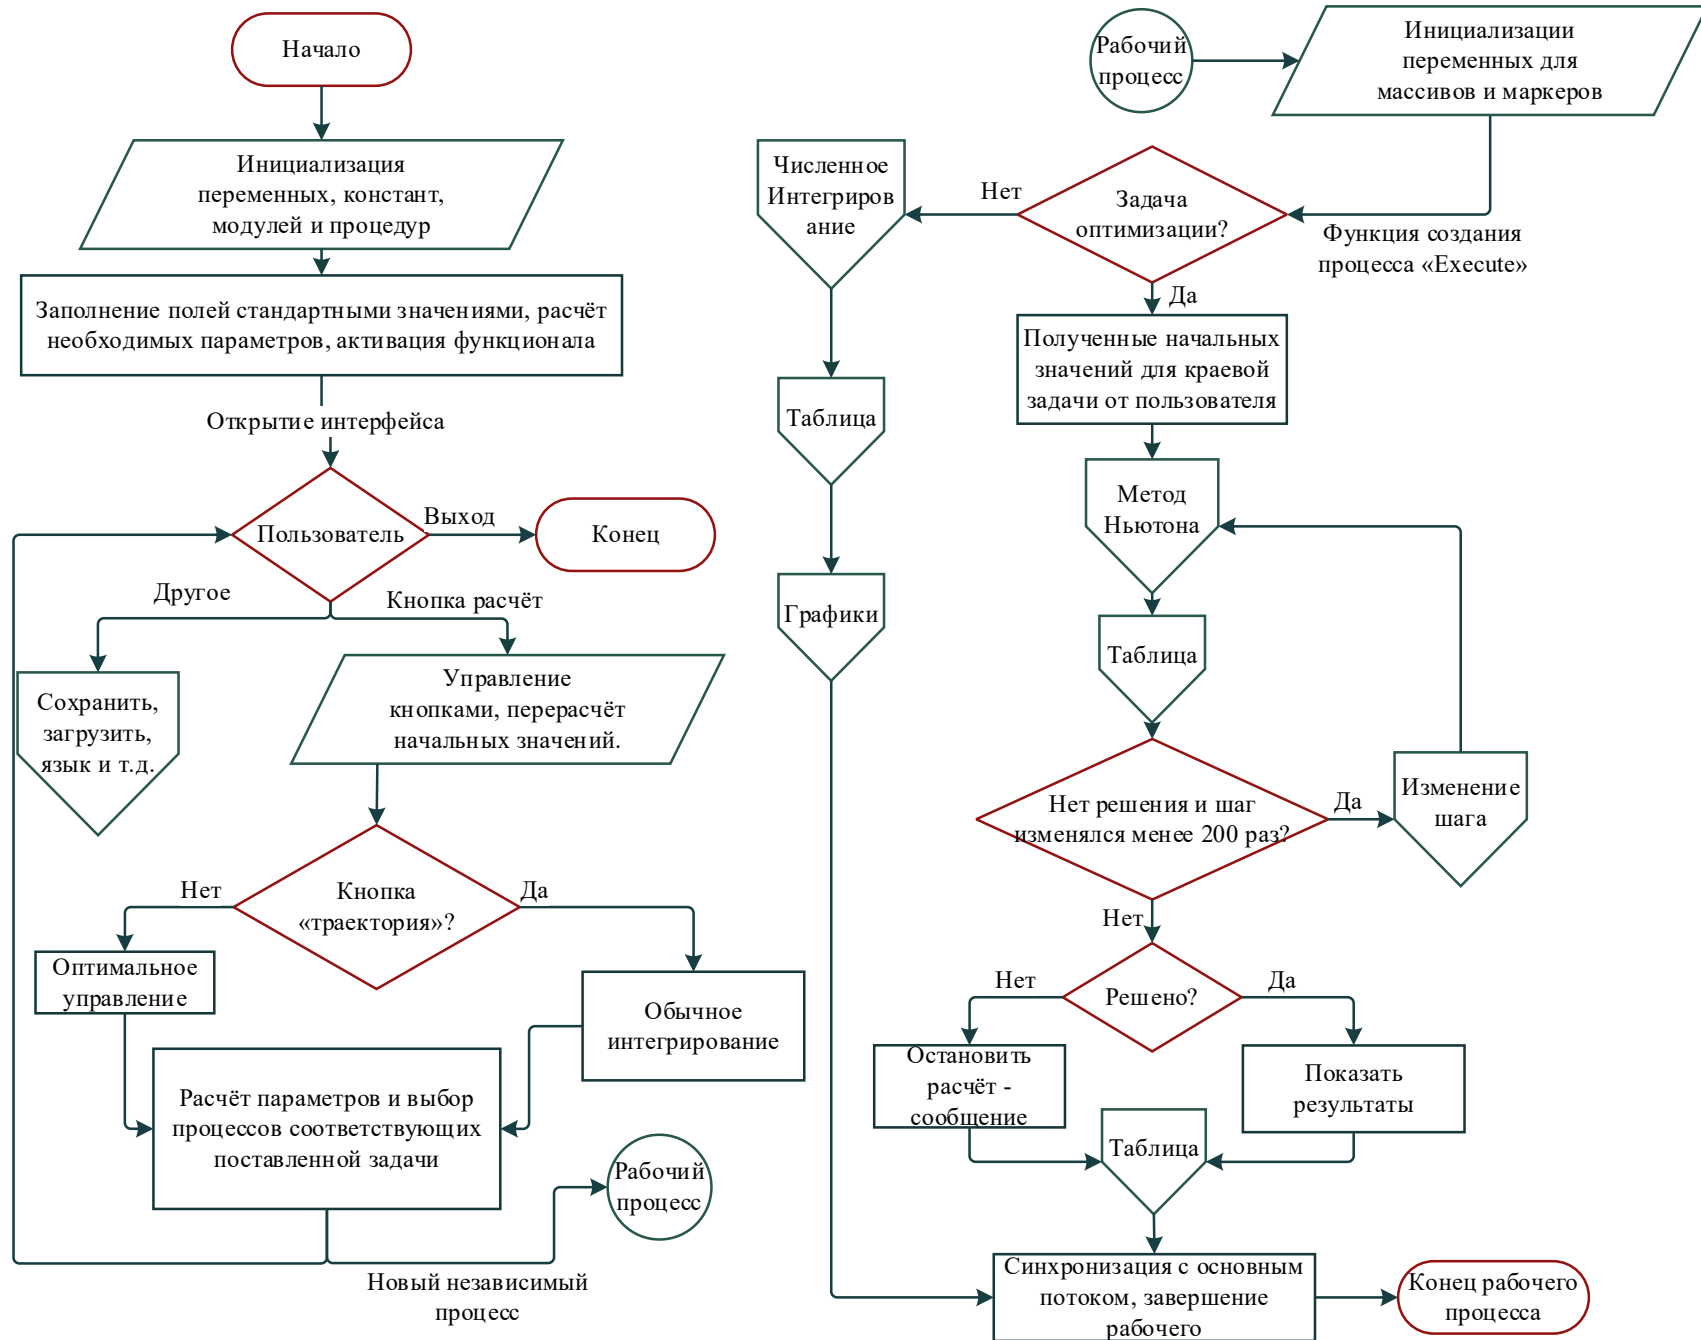 Начало
Инициализация
переменных, констант,
модулей и процедур
Заполнение полей стандартными значениями, расчёт
необходимых параметров, активация функционала
Открытие интерфейса
Пользователь
Выход
Конец
Другое
Кнопка расчёт
Сохранить,
загрузить,
язык и т.д.
Управление
кнопками, перерасчёт
начальных значений.
Кнопка
«траектория»?
Нет
Да
Оптимальное
управление
Обычное
интегрирование
Расчёт параметров и выбор
процессов соответствующих
поставленной задачи
Рабочий
процесс
Новый независимый
процесс
Рабочий
процесс
Инициализации
переменных для
массивов и маркеров
Функция создания
процесса «Execute»
Задача
оптимизации?
Нет
Да
Численное
Интегриров
ание
Таблица
Графики
Полученные начальных
значений для краевой
задачи от пользователя
Метод
Ньютона
Таблица
Нет решения и шаг
изменялся менее 200 раз?
Да
Изменение
шага
Нет
Решено?
Нет
Да
Остановить
расчёт -
сообщение
Показать
результаты
Таблица
Синхронизация с основным
потоком, завершение
рабочего
Конец рабочего
процесса